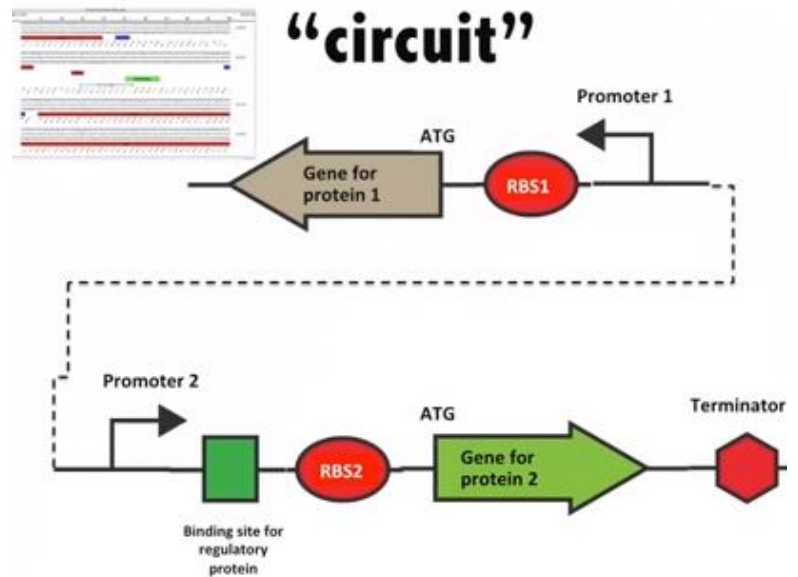 “circuit”
Promoter 1
ATG
Gene for
protein 1
RBS1
Promoter 2
ATG
Terminator
RBS2
Gene for
protein 2
Binding site for
regulatory
protein